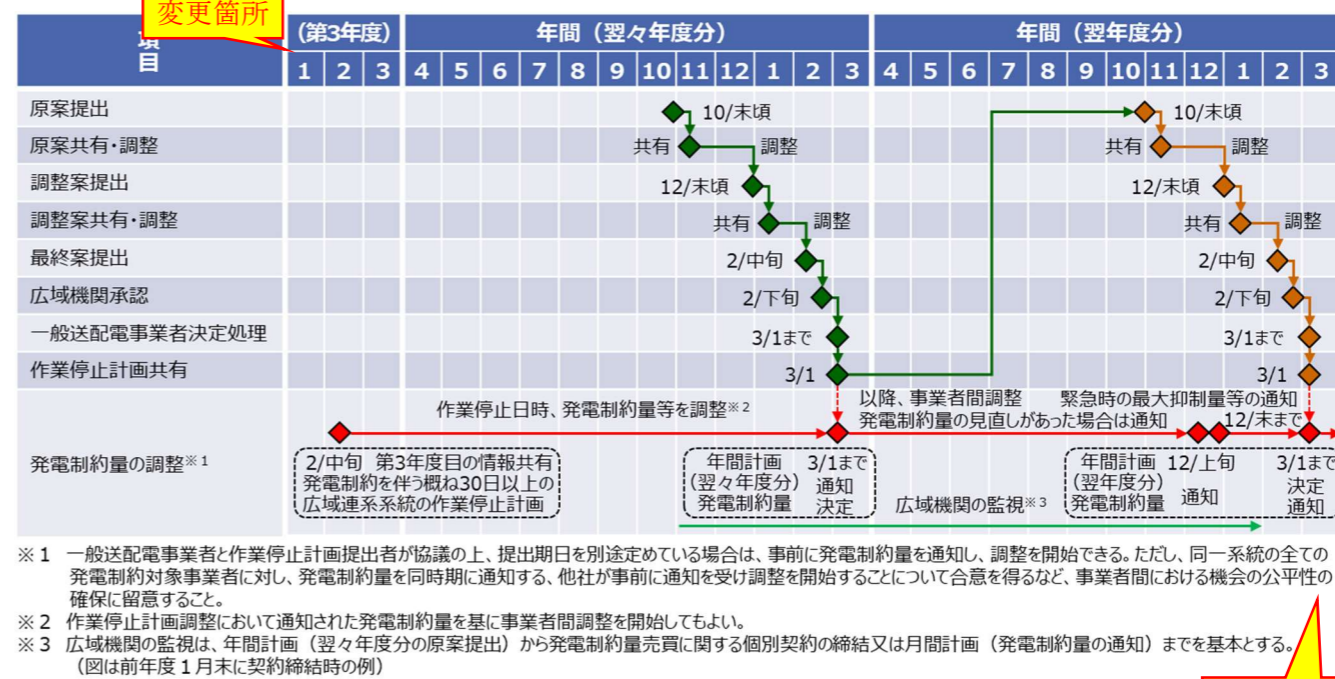 変更箇所
項
目
(第3年度)
年間（翌々年度分）
年間（翌年度分）
1 2 3 4 5 6 7 8 9 10 11 12 1 2 3 4 5 6 7 8 9 10 11 12 1 2 3
原案提出
10/末頃
10/末頃
原案共有・調整
共有
調整
共有
調整
調整案提出
12/末頃
12/末頃
調整案共有・調整
共有
調整
共有
調整
最終案提出
2/中旬
2/中旬
広域機関承認
2/下旬
2/下旬
一般送配電事業者決定処理
3/1まで
3/1まで
作業停止計画共有
3/1
3/1
発電制約量の調整※1
作業停止日時、発電制約量等を調整※2
以降、事業者間調整
発電制約量の見直しがあった場合は通知
緊急時の最大抑制量等の通知
12/末まで
2/中旬 第3年度目の情報共有
発電制約を伴う概ね30日以上の
広域連系系統の作業停止計画
年間計画
（翌々年度分）
発電制約量
3/1まで
通知
決定
広域機関の監視※3
年間計画
（翌年度分）
発電制約量
12/上旬
通知
3/1まで
決定
通知
※1 一般送配電事業者と作業停止計画提出者が協議の上、提出期日を別途定めている場合は、事前に発電制約量を通知し、調整を開始できる。ただし、同一系統の全ての
発電制約対象事業者に対し、発電制約量を同時期に通知する、他社が事前に通知を受け調整を開始することについて合意を得るなど、事業者間における機会の公平性の
確保に留意すること。
※2 作業停止計画調整において通知された発電制約量を基に事業者間調整を開始してもよい。
※3 広域機関の監視は、年間計画（翌々年度分の原案提出）から発電制約量売買に関する個別契約の締結又は月間計画（発電制約量の通知）までを基本とする。
（図は前年度1月末に契約締結時の例）